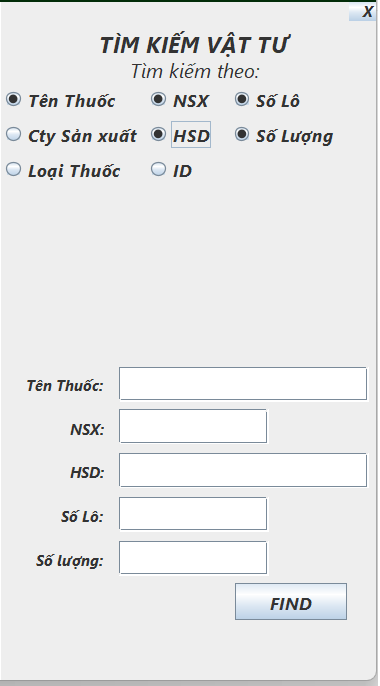 X
TÌM KIẾM VẬT TƯ
Tìm kiếm theo:
Tên Thuốc NSX Số Lô
Cty Sản xuất HSD Số Lượng
Loại Thuốc ID
Tên Thuốc:
NSX:
HSD:
Số Lô:
Số lượng:
FIND